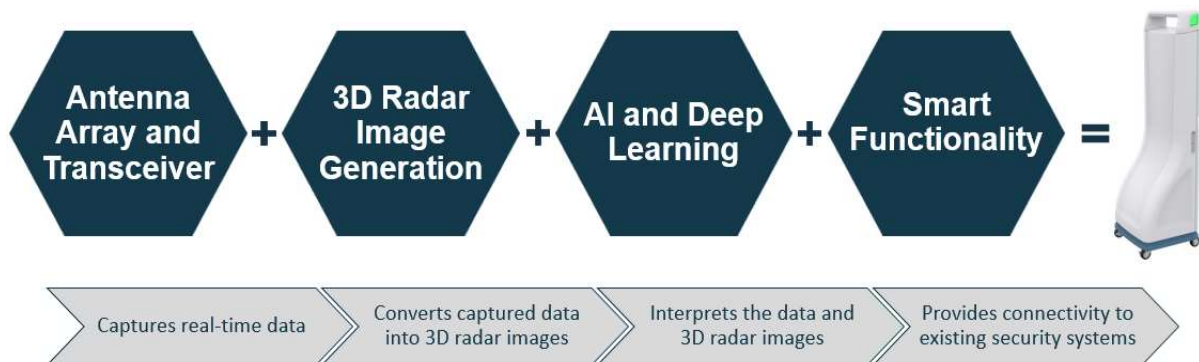 Antenna
Array and
Transceiver
+
3D Radar
Image
Generation
+
AI and Deep
Learning
+
Smart
Functionality
=
Captures real-time data
Converts captured data
into 3D radar images
Interprets the data and
3D radar images
Provides connectivity to
existing security systems